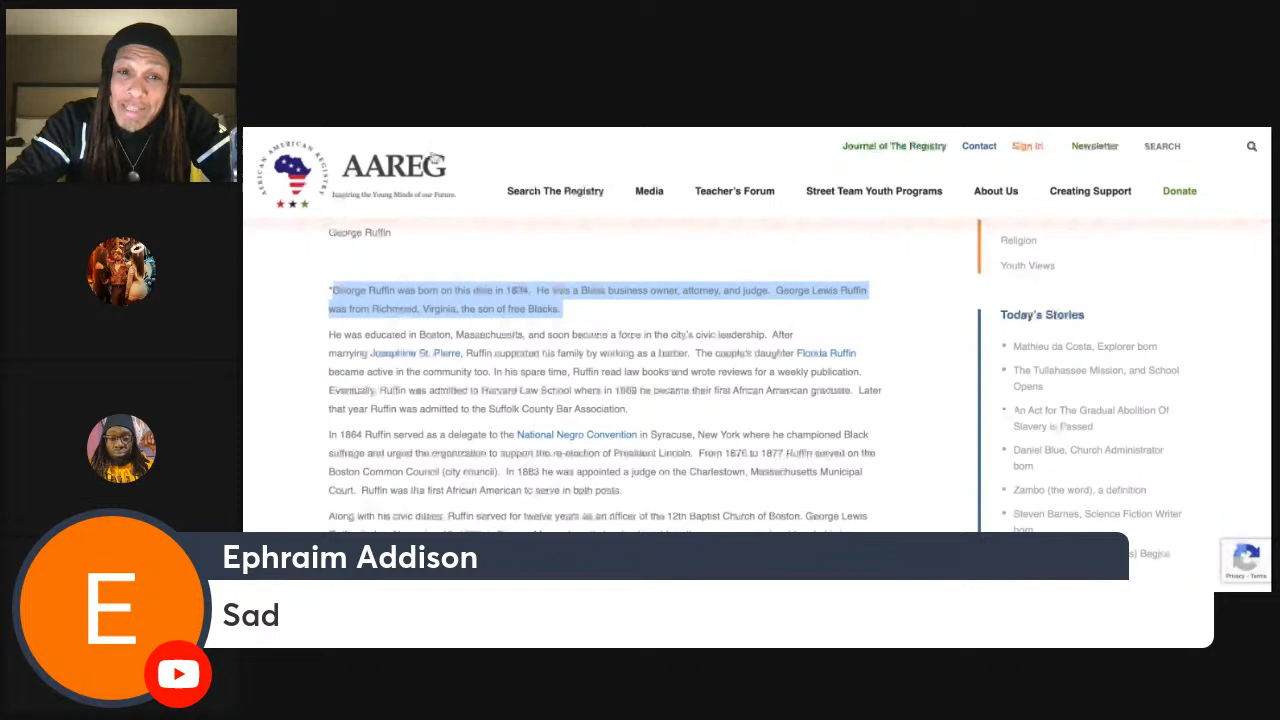 AFRICAN AMERICAN REGISTRY
AAREG
Inspiring the Young Minds of our Future.
Journal of The Registry
Contact
Sign In
Newsletter
SEARCH
Search The Registry
Media
Teacher's Forum
Street Team Youth Programs
About Us
Creating Support
Donate
George Ruffin
*George Ruffin was born on this date in 1834. He was a Black business owner, attorney, and judge. George Lewis Ruffin
was from Richmond, Virginia, the son of free Blacks.
He was educated in Boston, Massachusetts, and soon became a force in the city's civic leadership. After
marrying Josephine St. Pierre, Ruffin supported his family by working as a barber. The couple's daughter Florida Ruffin
became active in the community too. In his spare time, Ruffin read law books and wrote reviews for a weekly publication.
Eventually, Ruffin was admitted to Harvard Law School where in 1869 he became their first African American graduate. Later
that year Ruffin was admitted to the Suffolk County Bar Association.
In 1864 Ruffin served as a delegate to the National Negro Convention in Syracuse, New York where he championed Black
suffrage and urged the organization to support the re-election of President Lincoln. From 1876 to 1877 Ruffin served on the
Boston Common Council (city council). In 1883 he was appointed a judge on the Charlestown, Massachusetts Municipal
Court. Ruffin was the first African American to serve in both posts.
Along with his civic duties, Ruffin served for twelve years as an officer of the 12th Baptist Church of Boston. George Lewis
Religion
Youth Views
Today's Stories
Mathieu da Costa, Explorer born
The Tullahassee Mission, and School
Opens
An Act for The Gradual Abolition Of
Slavery is Passed
Daniel Blue, Church Administrator
born
Zambo (the word), a definition
Steven Barnes, Science Fiction Writer
born
Privacy - Terms
E
Ephraim Addison
Sad